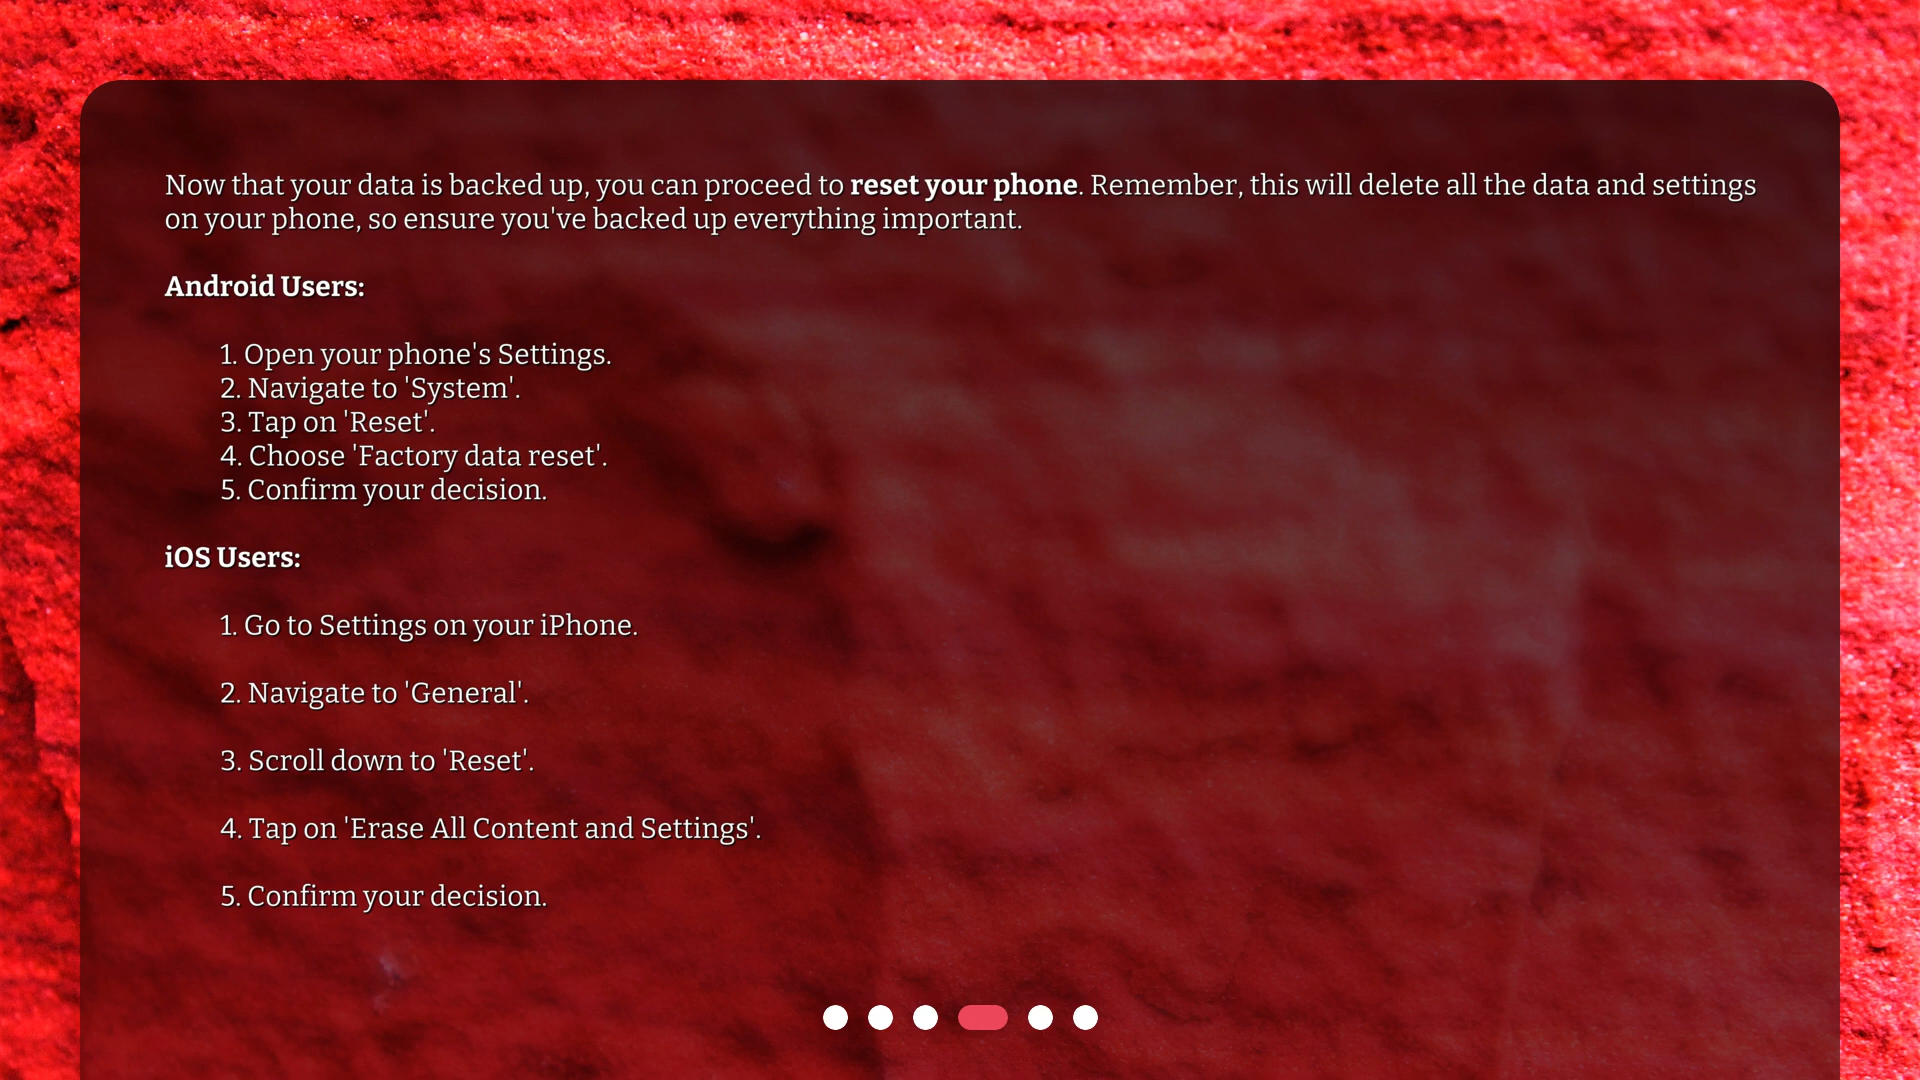 Now that your data is backed up, you can proceed to reset your phone. Remember, this will delete all the data and settings
on your phone, so ensure you've backed up everything important.
Android Users:
1. Open your phone's Settings.
2. Navigate to 'System'.
3. Tap on 'Reset'.
4. Choose 'Factory data reset'.
5. Confirm your decision.
iOS Users:
1. Go to Settings on your iPhone.
2. Navigate to 'General'.
3. Scroll down to 'Reset'.
4. Tap on 'Erase All Content and Settings'.
5. Confirm your decision.